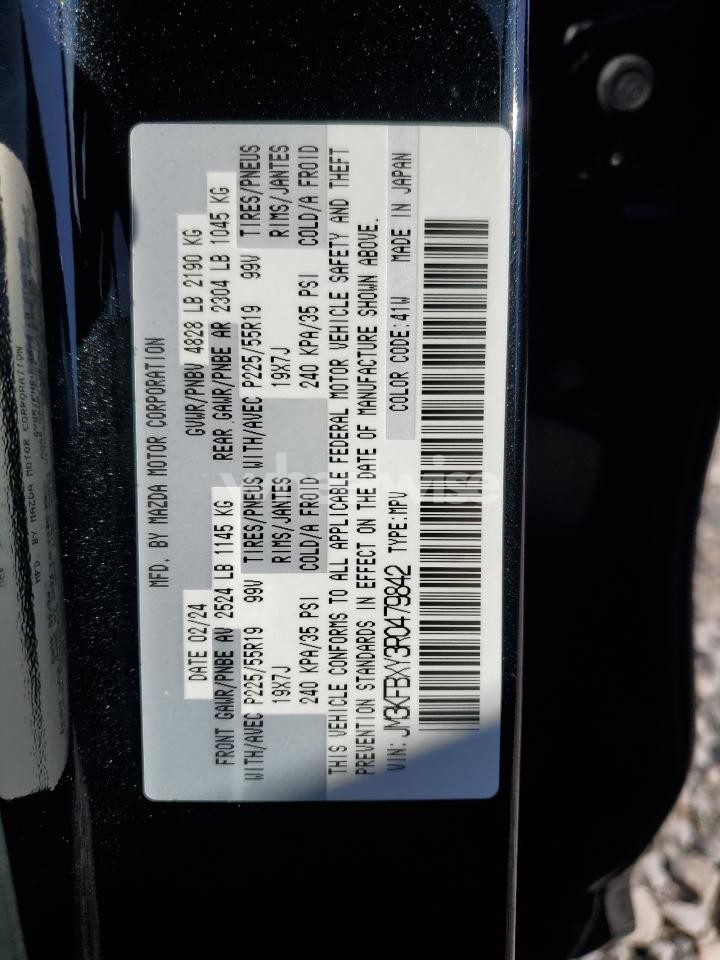 MFD. BY MAZDA MOTOR CORPORATION
DATE 02/24 GVWR/PNBV 4828 LB 2190 KG
FRONT GAWR/PNBE AV 2524 LB 1145 KG REAR GAWR/PNBE AR 2304 LB 1045 KG
WITH/AVEC P225/55R19 99V TIRES/PNEUS WITH/AVEC P225/55R19 99V TIRES/PNEUS
19X7J RIMS/JANTES 19X7J RIMS/JANTES
240 KPA/35 PSI COLD/A FROID 240 KPA/35 PSI COLD/A FROID
THIS VEHICLE CONFORMS TO ALL APPLICABLE FEDERAL MOTOR VEHICLE SAFETY AND THEFT
PREVENTION STANDARDS IN EFFECT ON THE DATE OF MANUFACTURE SHOWN ABOVE.
VIN: JM3KFBXY3R0479842 TYPE:MPV COLOR CODE:41W MADE IN JAPAN
MFD. BY MAZDA MOTOR CORPORATION